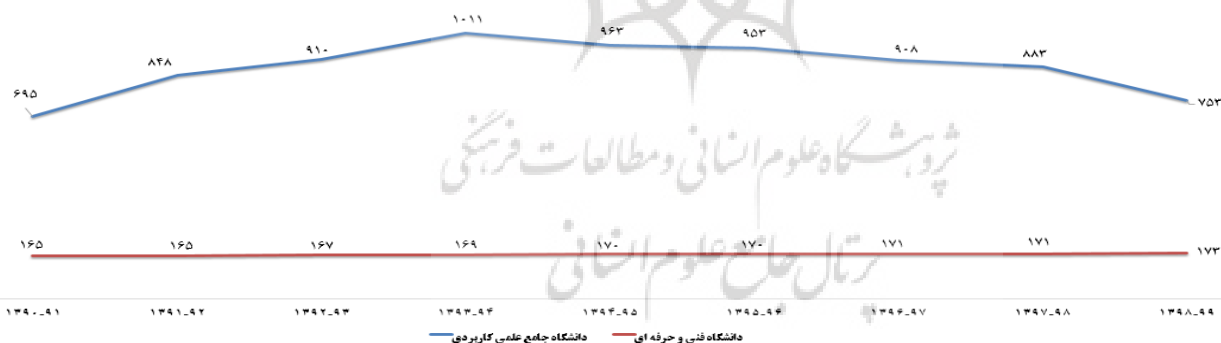 ۶۹۵ ۸۴۸ ۹۱۰ ۱۰۱۱ ۹۶۳ ۹۵۳ ۹۰۸ ۸۸۳ ۷۵۳
پژوهشگاه علوم انسانی و مطالعات فرهنگی
پرتال جامع علوم انسانی
۱۶۵ ۱۶۵ ۱۶۷ ۱۶۹ ۱۷۰ ۱۷۰ ۱۷۱ ۱۷۱ ۱۷۳
۱۳۹۰-۹۱ ۱۳۹۱-۹۲ ۱۳۹۲-۹۳ ۱۳۹۳-۹۴ ۱۳۹۴-۹۵ ۱۳۹۵-۹۶ ۱۳۹۶-۹۷ ۱۳۹۷-۹۸ ۱۳۹۸-۹۹
دانشگاه فنی و حرفه ای دانشگاه جامع علمی کاربردی